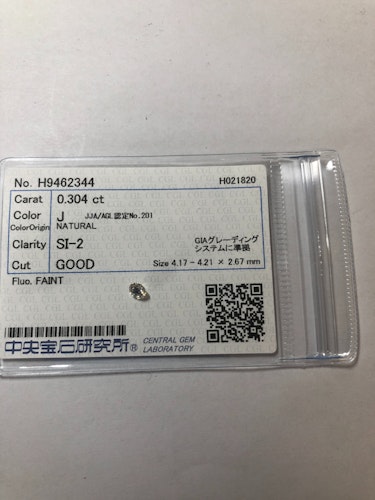 No. H9462344 H021820
Carat 0.304 ct
Color J JJA/AGL認定No.201
ColorOrigin NATURAL
Clarity SI-2 GIAグレーディング
システムに準拠
Cut GOOD Size 4.17 - 4.21 × 2.67 mm
Fluo. FAINT
中央宝石研究所® CENTRAL GEM
LABORATORY